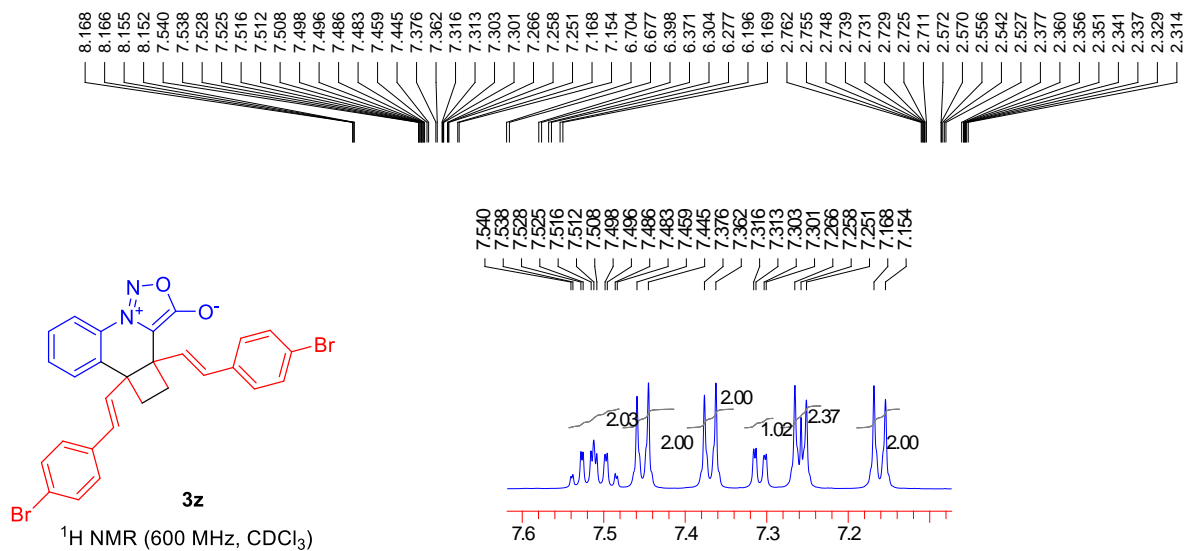 8.168 8.166 8.155 8.152 7.540 7.538 7.528 7.525 7.516 7.512 7.508 7.498 7.496 7.486 7.483 7.459 7.445 7.376 7.362 7.316 7.313 7.303 7.301 7.266 7.258 7.251 7.168 7.154 6.704 6.677 6.398 6.371 6.304 6.277 6.196 6.169 2.762 2.755 2.748 2.739 2.731 2.729 2.725 2.711 2.572 2.570 2.556 2.542 2.527 2.377 2.360 2.356 2.351 2.341 2.337 2.329 2.314
7.540 7.538 7.528 7.525 7.516 7.512 7.508 7.498 7.496 7.486 7.483 7.459 7.445 7.376 7.362 7.316 7.313 7.303 7.301 7.266 7.258 7.251 7.168 7.154
N O
N+ O-
Br
Br
3z
¹H NMR (600 MHz, CDCl₃)
2.03 2.00 2.00 1.02 2.37 2.00
7.6 7.5 7.4 7.3 7.2